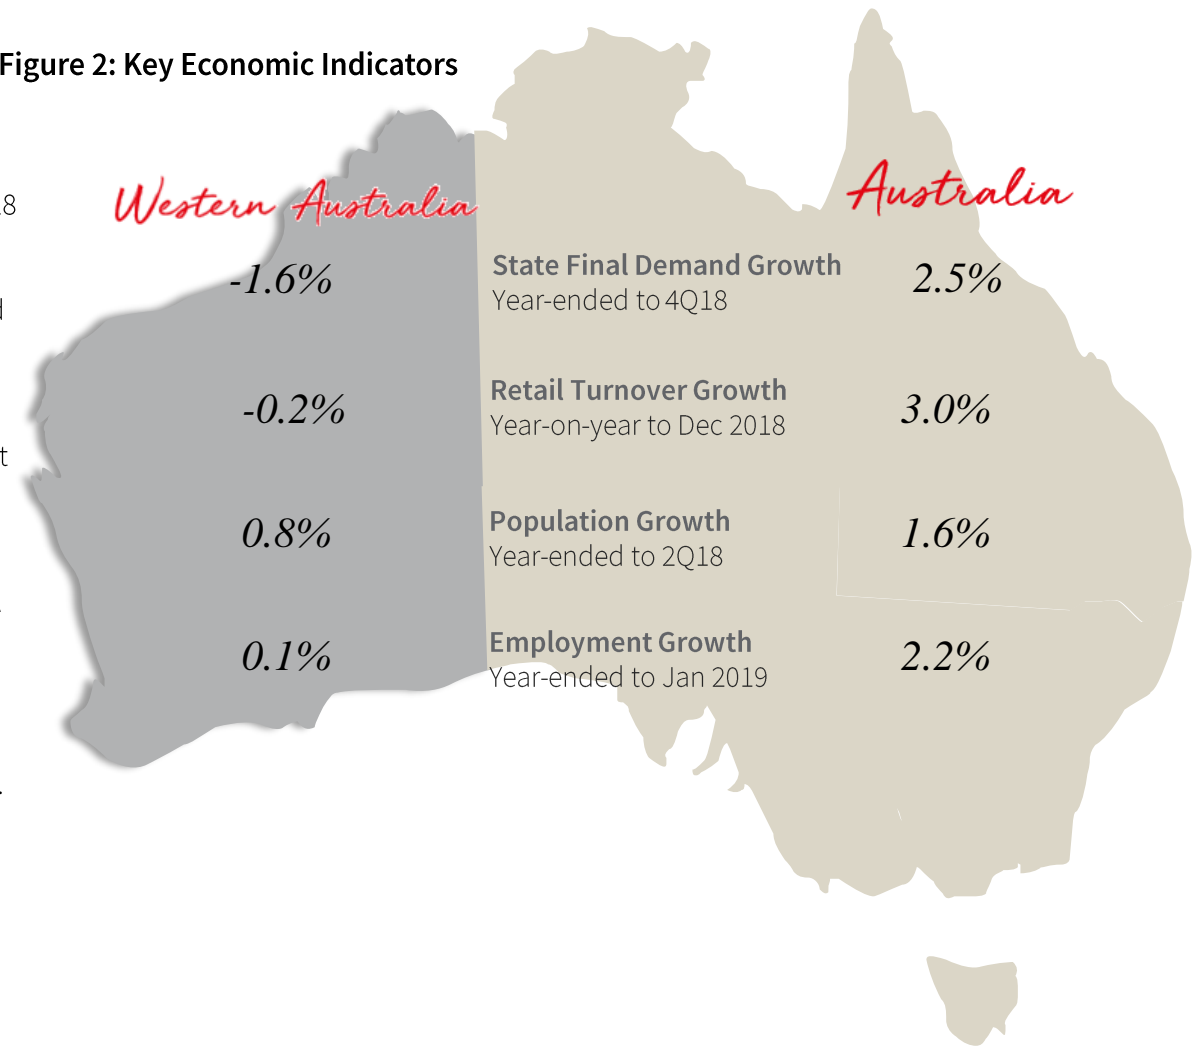 Figure 2: Key Economic Indicators
18
Western Australia
Australia
-1.6%
State Final Demand Growth
Year-ended to 4Q18
2.5%
d
-0.2%
Retail Turnover Growth
Year-on-year to Dec 2018
3.0%
t
0.8%
Population Growth
Year-ended to 2Q18
1.6%
0.1%
Employment Growth
Year-ended to Jan 2019
2.2%